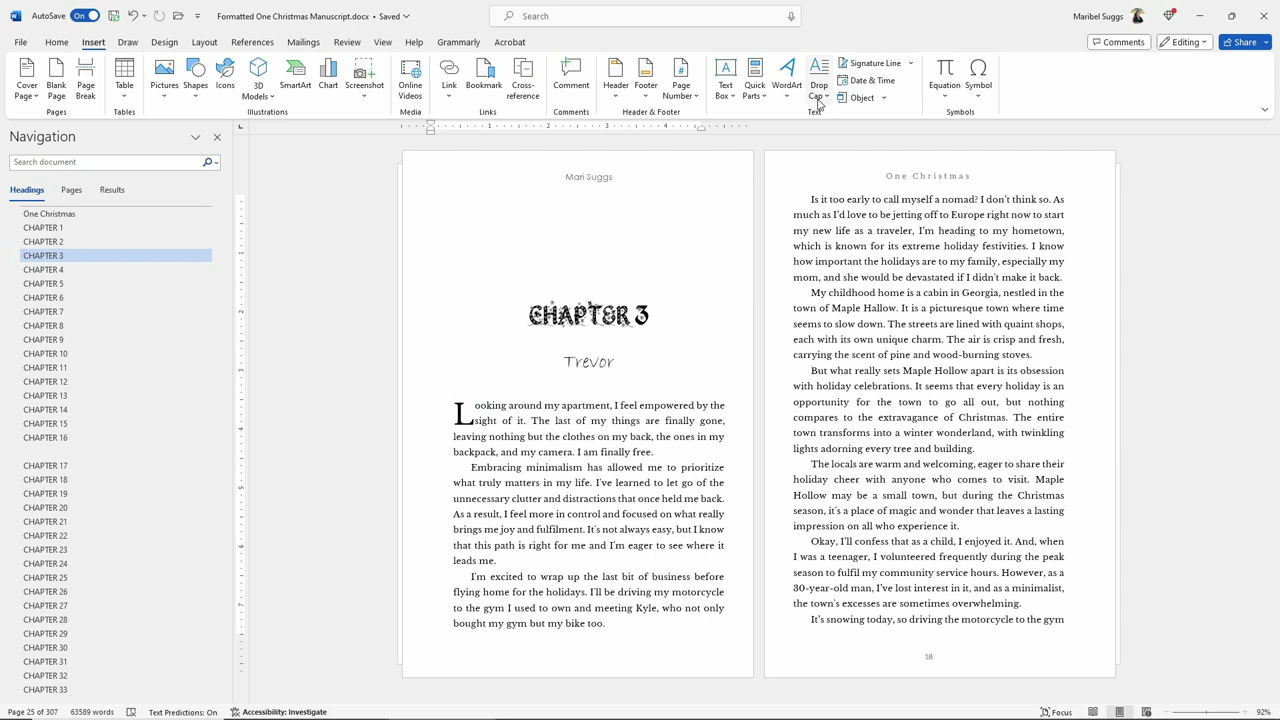 AutoSave On Formatted One Christmas Manuscript.docx • Saved Search Maribel Suggs
File Home Insert Draw Design Layout References Mailings Review View Help Grammarly Acrobat Comments Editing Share
Cover Page Blank Page Page Break Table Pictures Shapes Icons 3D Models SmartArt Chart Screenshot Online Videos Link Bookmark Cross-reference Comment Header Footer Page Number Text Box Quick Parts WordArt Drop Cap Signature Line Date & Time Object Equation Symbol
Pages Illustrations Media Links Comments Header & Footer Text Symbols
Navigation
Search document
Headings Pages Results
One Christmas
CHAPTER 1
CHAPTER 2
CHAPTER 3
CHAPTER 4
CHAPTER 5
CHAPTER 6
CHAPTER 7
CHAPTER 8
CHAPTER 9
CHAPTER 10
CHAPTER 11
CHAPTER 12
CHAPTER 13
CHAPTER 14
CHAPTER 15
CHAPTER 16
CHAPTER 17
CHAPTER 18
CHAPTER 19
CHAPTER 20
CHAPTER 21
CHAPTER 22
CHAPTER 23
CHAPTER 24
CHAPTER 25
CHAPTER 26
CHAPTER 27
CHAPTER 28
CHAPTER 29
CHAPTER 30
CHAPTER 31
CHAPTER 32
CHAPTER 33
1 2 3 4
Mari Suggs
CHAPTER 3
Trevor
Looking around my apartment, I feel empowered by the
sight of it. The last of my things are finally gone,
leaving nothing but the clothes on my back, the ones in my
backpack, and my camera. I am finally free.
Embracing minimalism has allowed me to prioritize
what truly matters in my life. I've learned to let go of the
unnecessary clutter and distractions that once held me back.
As a result, I feel more in control and focused on what really
brings me joy and fulfilment. It's not always easy, but I know
that this path is right for me and I'm eager to see where it
leads me.
I'm excited to wrap up the last bit of business before
flying home for the holidays. I'll be driving my motorcycle
to the gym I used to own and meeting Kyle, who not only
bought my gym but my bike too.
One Christmas
Is it too early to call myself a nomad? I don't think so. As
much as I'd love to be jetting off to Europe right now to start
my new life as a traveler, I'm heading to my hometown,
which is known for its extreme holiday festivities. I know
how important the holidays are to my family, especially my
mom, and she would be devastated if I didn't make it back.
My childhood home is a cabin in Georgia, nestled in the
town of Maple Hallow. It is a picturesque town where time
seems to slow down. The streets are lined with quaint shops,
each with its own unique charm. The air is crisp and fresh,
carrying the scent of pine and wood-burning stoves.
But what really sets Maple Hollow apart is its obsession
with holiday celebrations. It seems that every holiday is an
opportunity for the town to go all out, but nothing
compares to the extravagance of Christmas. The entire
town transforms into a winter wonderland, with twinkling
lights adorning every tree and building.
The locals are warm and welcoming, eager to share their
holiday cheer with anyone who comes to visit. Maple
Hollow may be a small town, but during the Christmas
season, it's a place of magic and wonder that leaves a lasting
impression on all who experience it.
Okay, I'll confess that as a child, I enjoyed it. And, when
I was a teenager, I volunteered frequently during the peak
season to fulfil my community service hours. However, as a
30-year-old man, I've lost interest in it, and as a minimalist,
the town's excesses are sometimes overwhelming.
It's snowing today, so driving the motorcycle to the gym
18
Page 25 of 307 63589 words Text Predictions: On Accessibility: Investigate Focus 92%